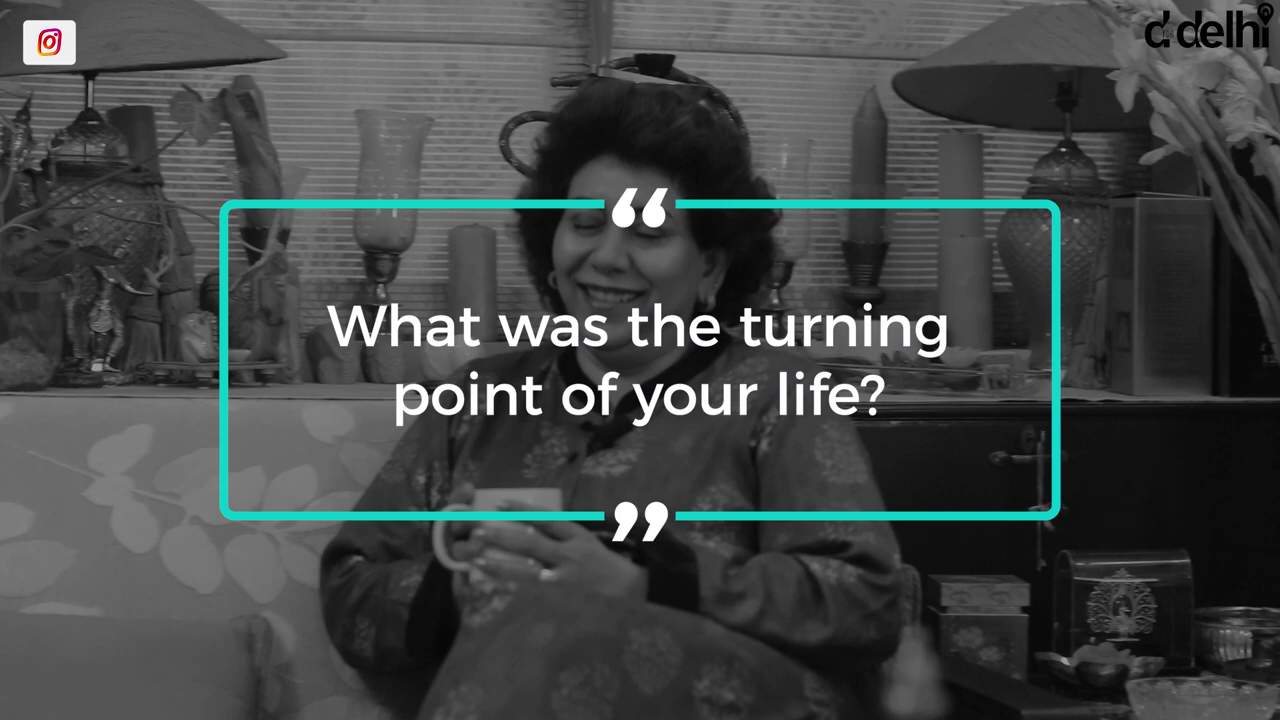 d' delhi
“
What was the turning
point of your life?
”